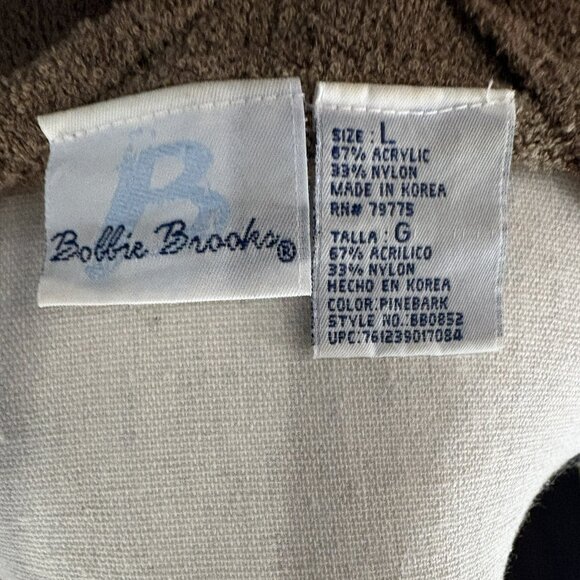 B
Bobbie Brooks®
SIZE : L
67% ACRYLIC
33% NYLON
MADE IN KOREA
RN# 79775
TALLA : G
67% ACRILICO
33% NYLON
HECHO EN KOREA
COLOR: PINEBARK
STYLE NO.: BB0852
UPC: 761239017084